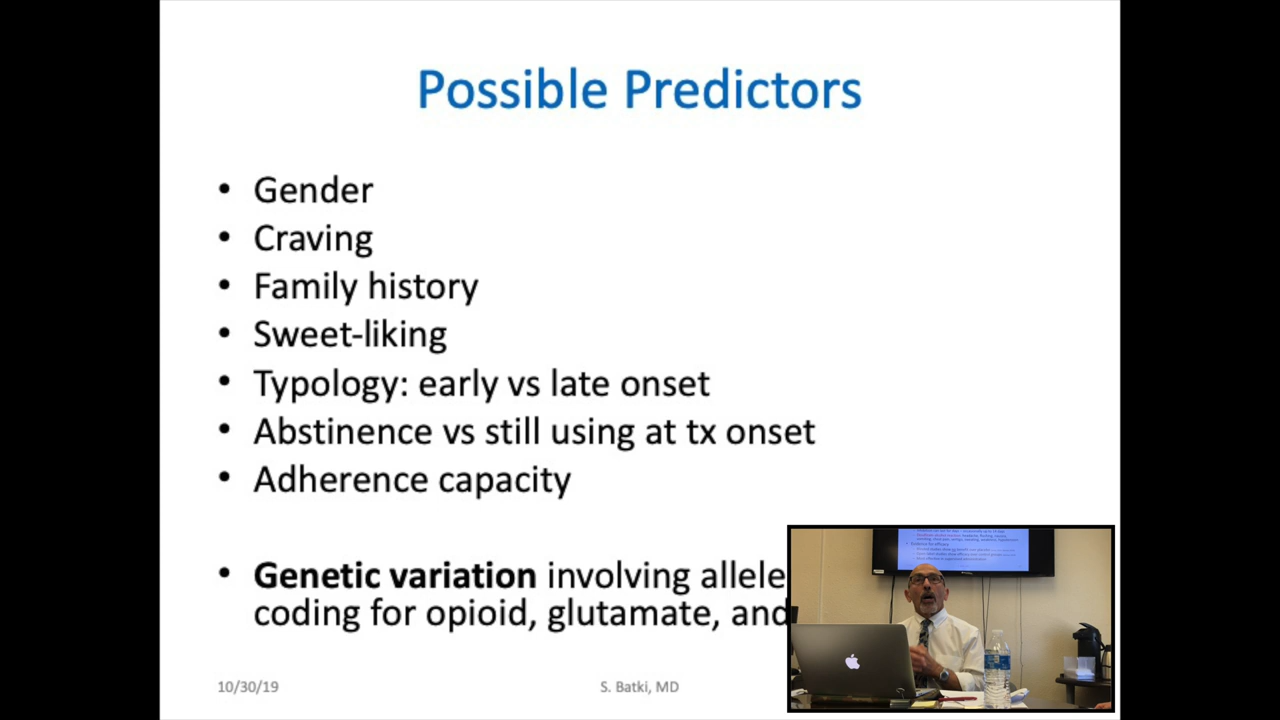 Possible Predictors
• Gender
• Craving
• Family history
• Sweet-liking
• Typology: early vs late onset
• Abstinence vs still using at tx onset
• Adherence capacity
• Genetic variation involving allele
coding for opioid, glutamate, and
10/30/19
S. Batki, MD